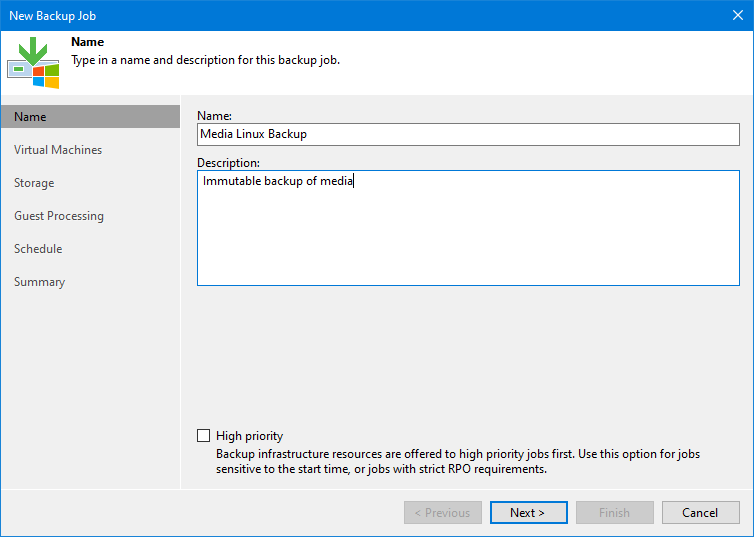 New Backup Job
Name
Type in a name and description for this backup job.
Name
Virtual Machines
Storage
Guest Processing
Schedule
Summary
Name:
Media Linux Backup
Description:
Immutable backup of media
High priority
Backup infrastructure resources are offered to high priority jobs first. Use this option for jobs
sensitive to the start time, or jobs with strict RPO requirements.
< Previous
Next >
Finish
Cancel